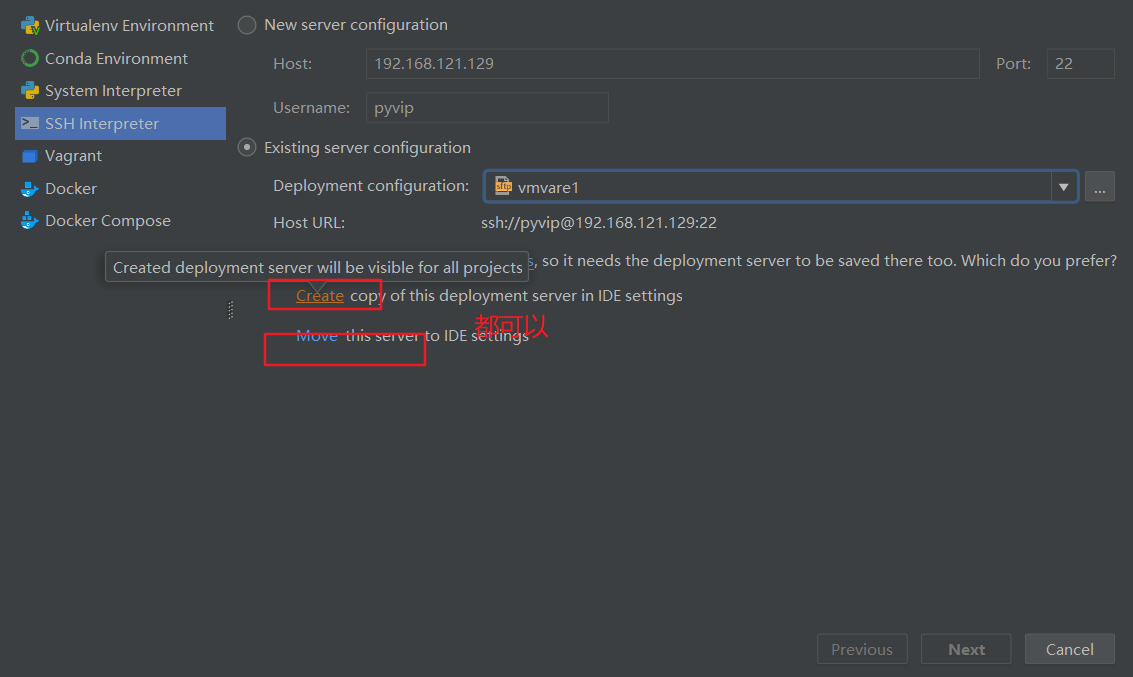 Virtualenv Environment
Conda Environment
System Interpreter
SSH Interpreter
Vagrant
Docker
Docker Compose
New server configuration
Host: 192.168.121.129 Port: 22
Username: pyvip
Existing server configuration
Deployment configuration: sftp vmvare1 ...
Host URL: ssh://pyvip@192.168.121.129:22
Created deployment server will be visible for all projects
, so it needs the deployment server to be saved there too. Which do you prefer?
Create copy of this deployment server in IDE settings
都可以
Move this server to IDE settings
Previous Next Cancel